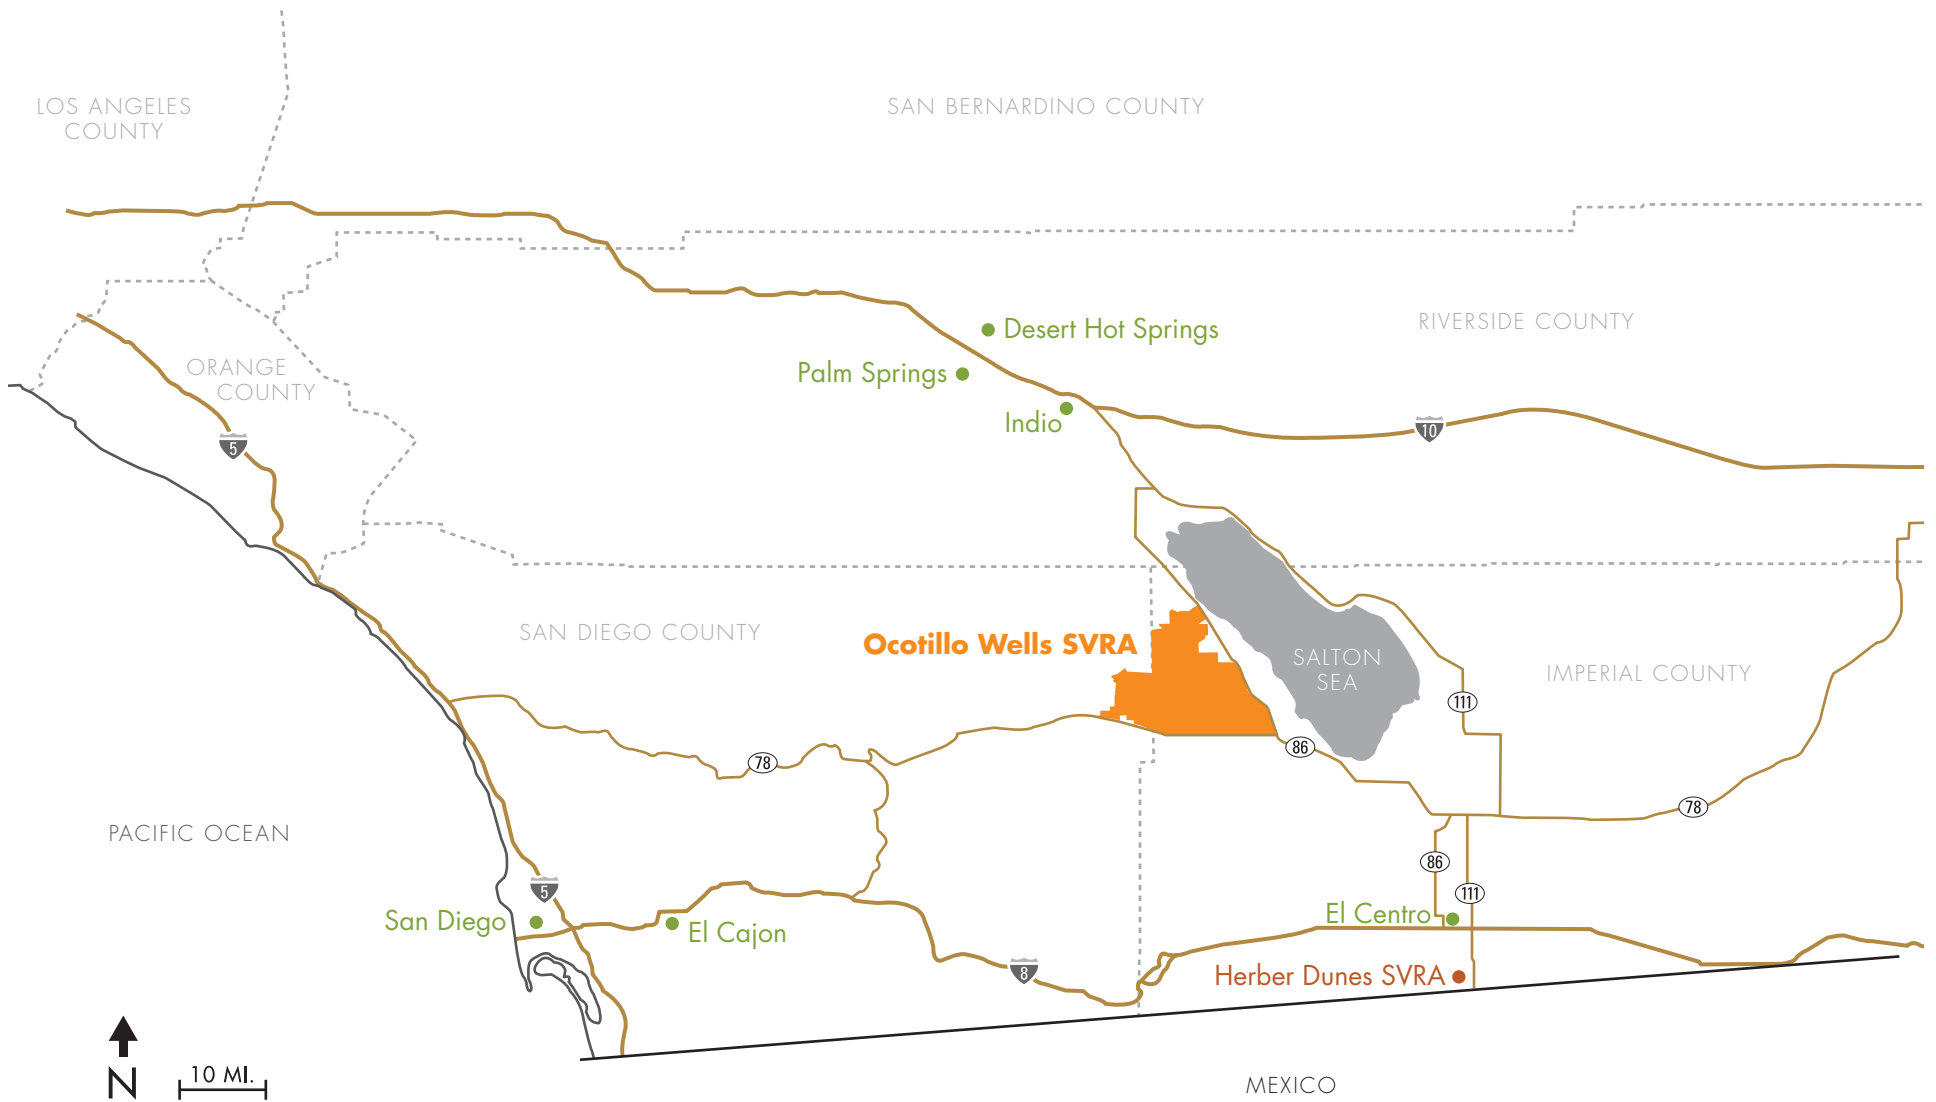 LOS ANGELES
COUNTY
SAN BERNARDINO COUNTY
Desert Hot Springs
RIVERSIDE COUNTY
Palm Springs
ORANGE
COUNTY
Indio
10
5
SAN DIEGO COUNTY
Ocotillo Wells SVRA
SALTON
SEA
IMPERIAL COUNTY
111
86
78
78
PACIFIC OCEAN
86
5
111
San Diego
El Cajon
El Centro
8
Herber Dunes SVRA
N
10 MI.
MEXICO